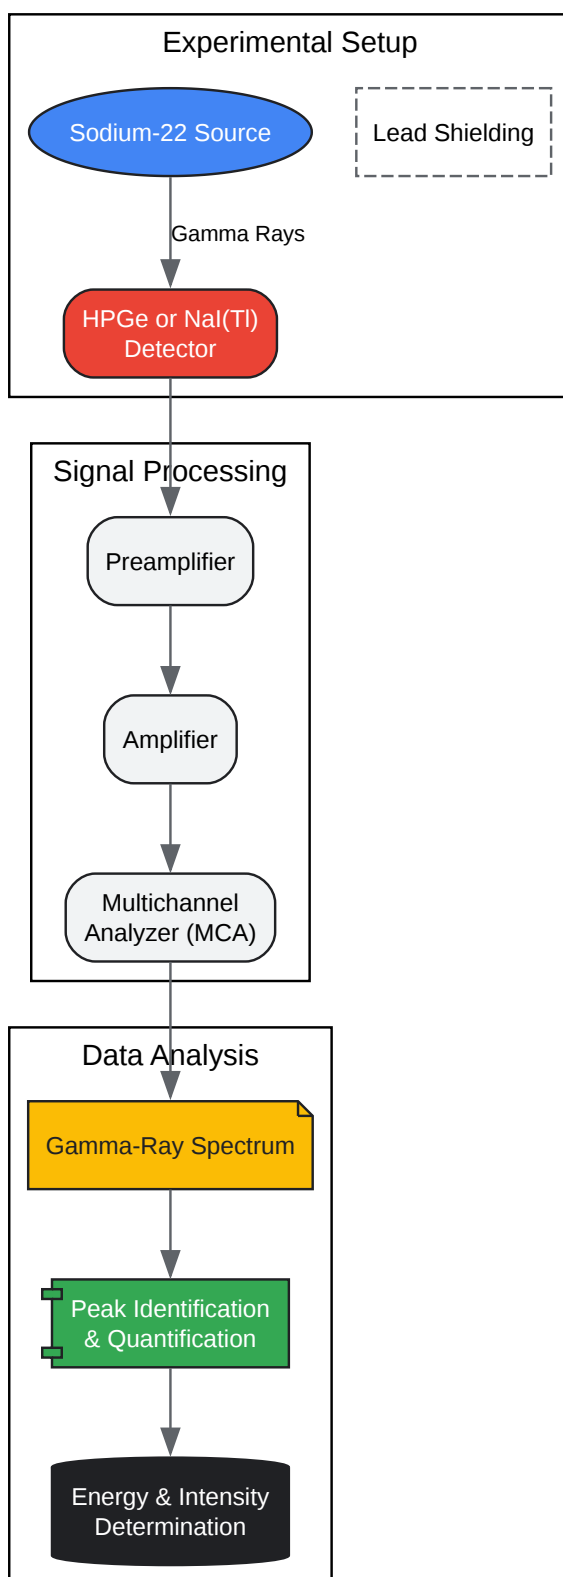 Experimental Setup
Sodium-22 Source
Lead Shielding
Gamma Rays
HPGe or NaI(Tl)
Detector
Signal Processing
Preamplifier
Amplifier
Multichannel
Analyzer (MCA)
Data Analysis
Gamma-Ray Spectrum
Peak Identification
& Quantification
Energy & Intensity
Determination